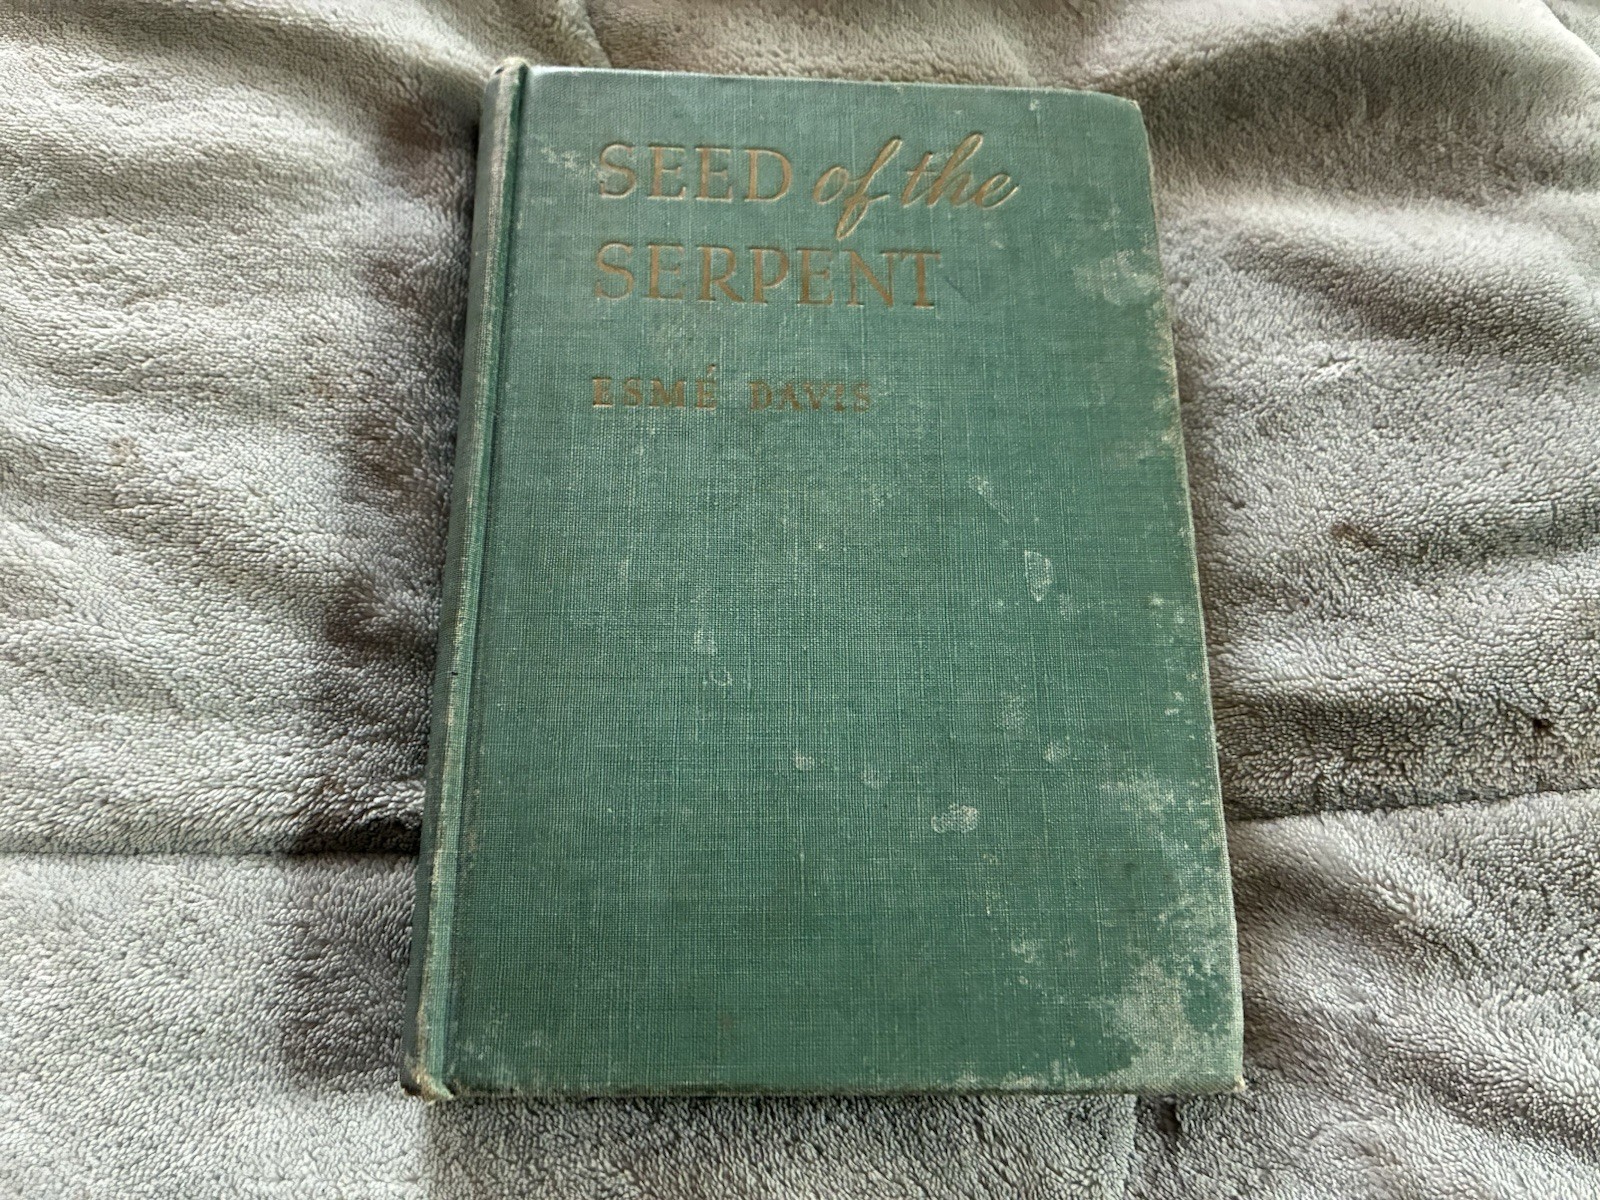 SEED of the
SERPENT
ESMÉ DAVIS